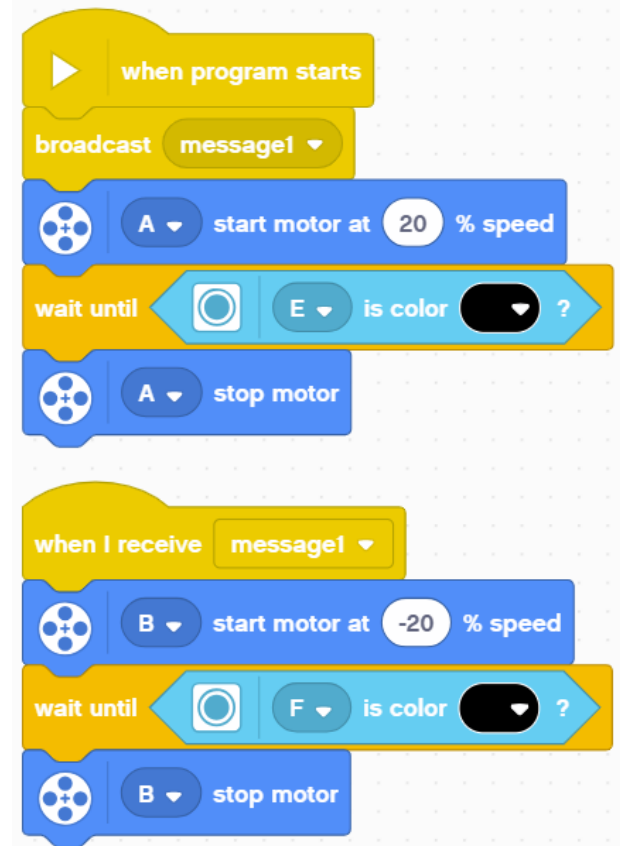 when program starts
broadcast message1
A start motor at 20 % speed
wait until E is color ?
A stop motor
when I receive message1
B start motor at -20 % speed
wait until F is color ?
B stop motor